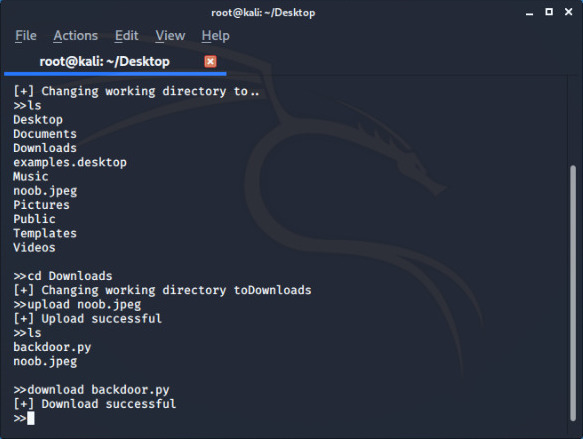 root@kali: ~/Desktop
File Actions Edit View Help
root@kali: ~/Desktop
[+] Changing working directory to..
>>ls
Desktop
Documents
Downloads
examples.desktop
Music
noob.jpeg
Pictures
Public
Templates
Videos
>>cd Downloads
[+] Changing working directory toDownloads
>>upload noob.jpeg
[+] Upload successful
>>ls
backdoor.py
noob.jpeg
>>download backdoor.py
[+] Download successful
>>